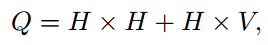 Q = H × H + H × V,